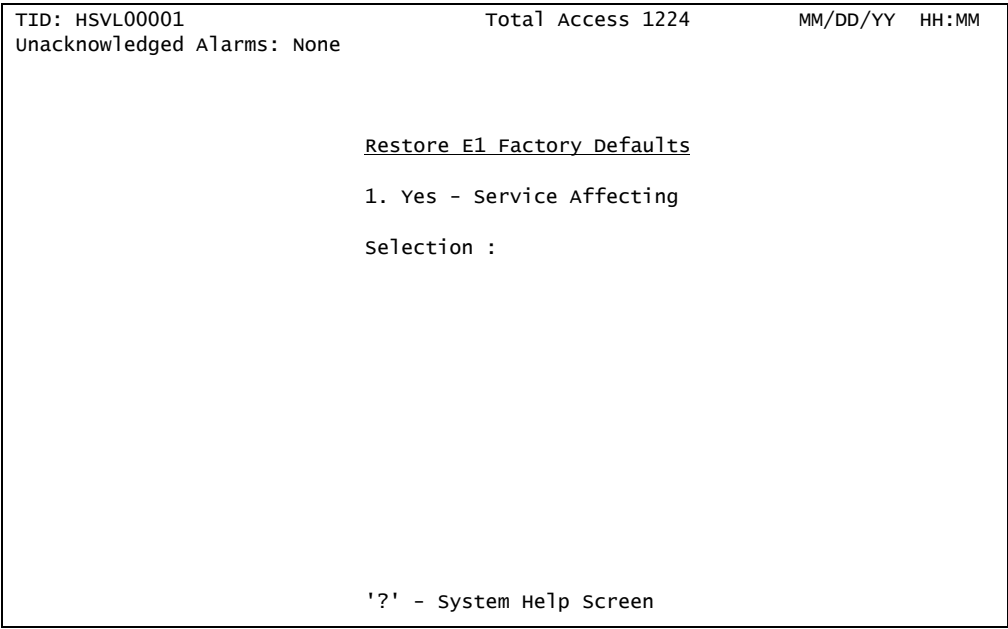 TID: HSVL00001 Total Access 1224 MM/DD/YY HH:MM
Unacknowledged Alarms: None
Restore E1 Factory Defaults
1. Yes – Service Affecting
Selection :
'?' – System Help Screen